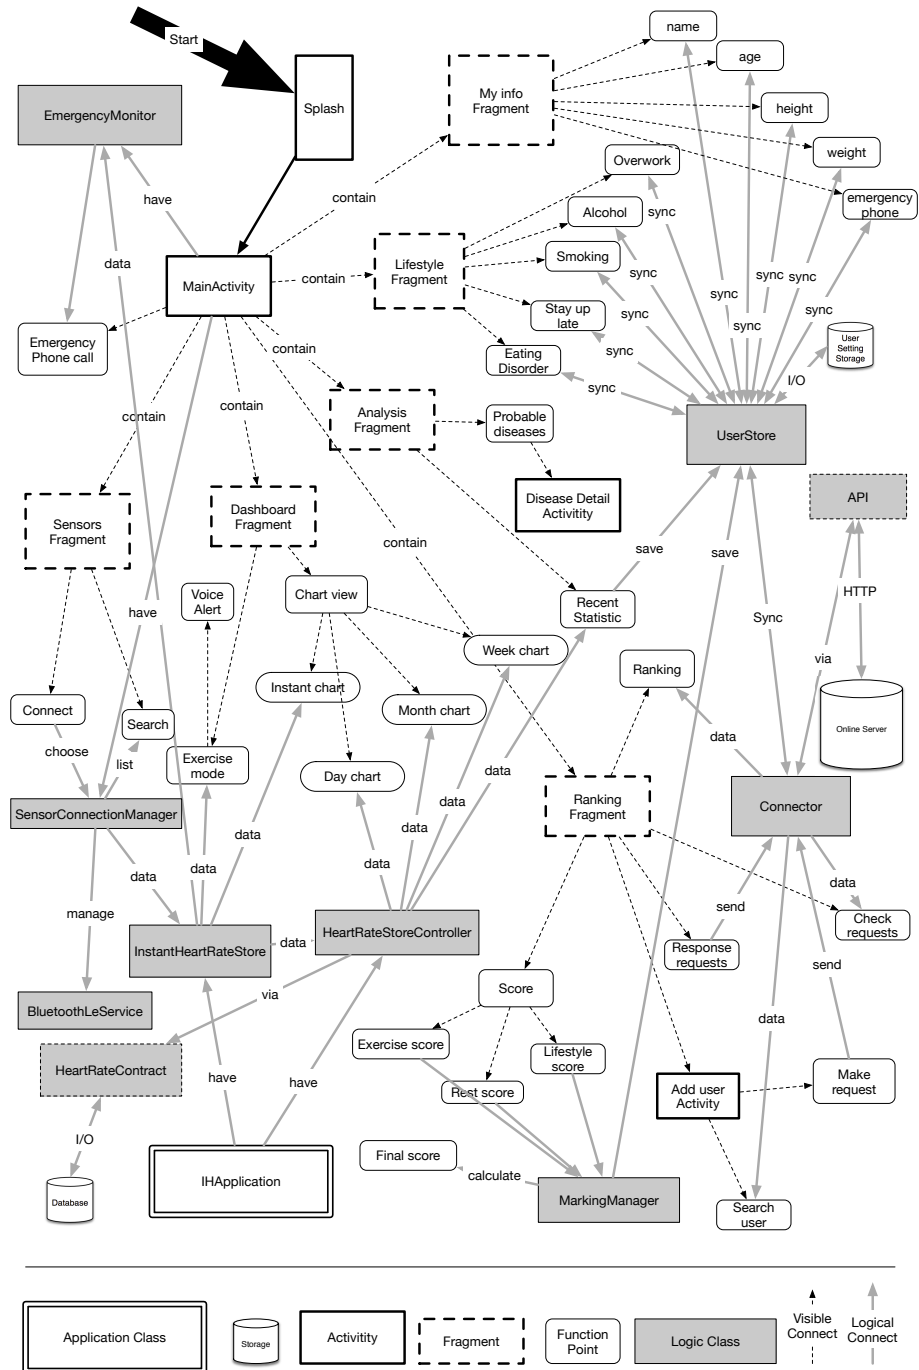 Start
Splash
EmergencyMonitor
have
data
MainActivity
Emergency
Phone call
contain
My info
Fragment
name
age
height
weight
emergency
phone
contain
Lifestyle
Fragment
Overwork
Alcohol
Smoking
Stay up
late
Eating
Disorder
sync
sync
sync
sync
sync
sync
sync
sync
sync
sync
I/O
User
Setting
Storage
UserStore
contain
Analysis
Fragment
Probable
diseases
Disease Detail
Activitity
contain
contain
contain
Sensors
Fragment
Dashboard
Fragment
API
HTTP
via
Online Server
save
save
Sync
Recent
Statistic
have
Voice
Alert
Chart view
Week chart
Instant chart
Month chart
Day chart
Connect
Search
choose
list
Exercise
mode
Ranking
data
Ranking
Fragment
Connector
SensorConnectionManager
data
data
data
data
data
data
data
manage
InstantHeartRateStore
data
HeartRateStoreController
send
data
Check
requests
Response
requests
send
BluetoothLeService
via
HeartRateContract
Score
Exercise score
Lifestyle
score
Rest score
data
Add user
Activity
Make
request
have
have
I/O
Database
IHApplication
Final score
calculate
MarkingManager
Search
user
Application Class
Storage
Activitity
Fragment
Function
Point
Logic Class
Visible
Connect
Logical
Connect